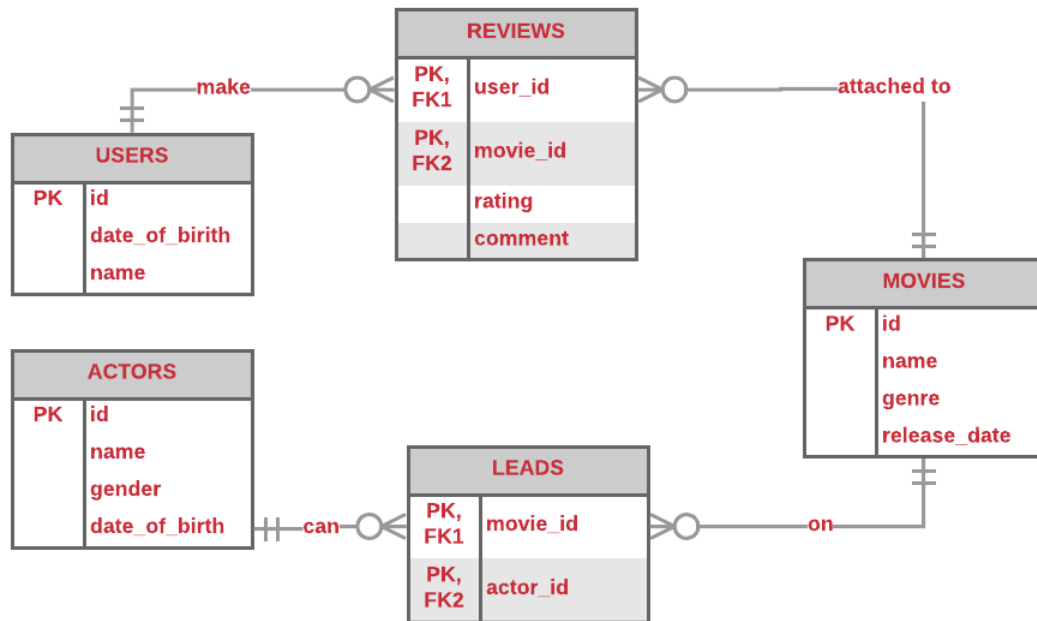 REVIEWS
PK, FK1 user_id
PK, FK2 movie_id
rating
comment
make
attached to
USERS
PK id
date_of_birith
name
MOVIES
PK id
name
genre
release_date
ACTORS
PK id
name
gender
date_of_birth
can
LEADS
PK, FK1 movie_id
PK, FK2 actor_id
on